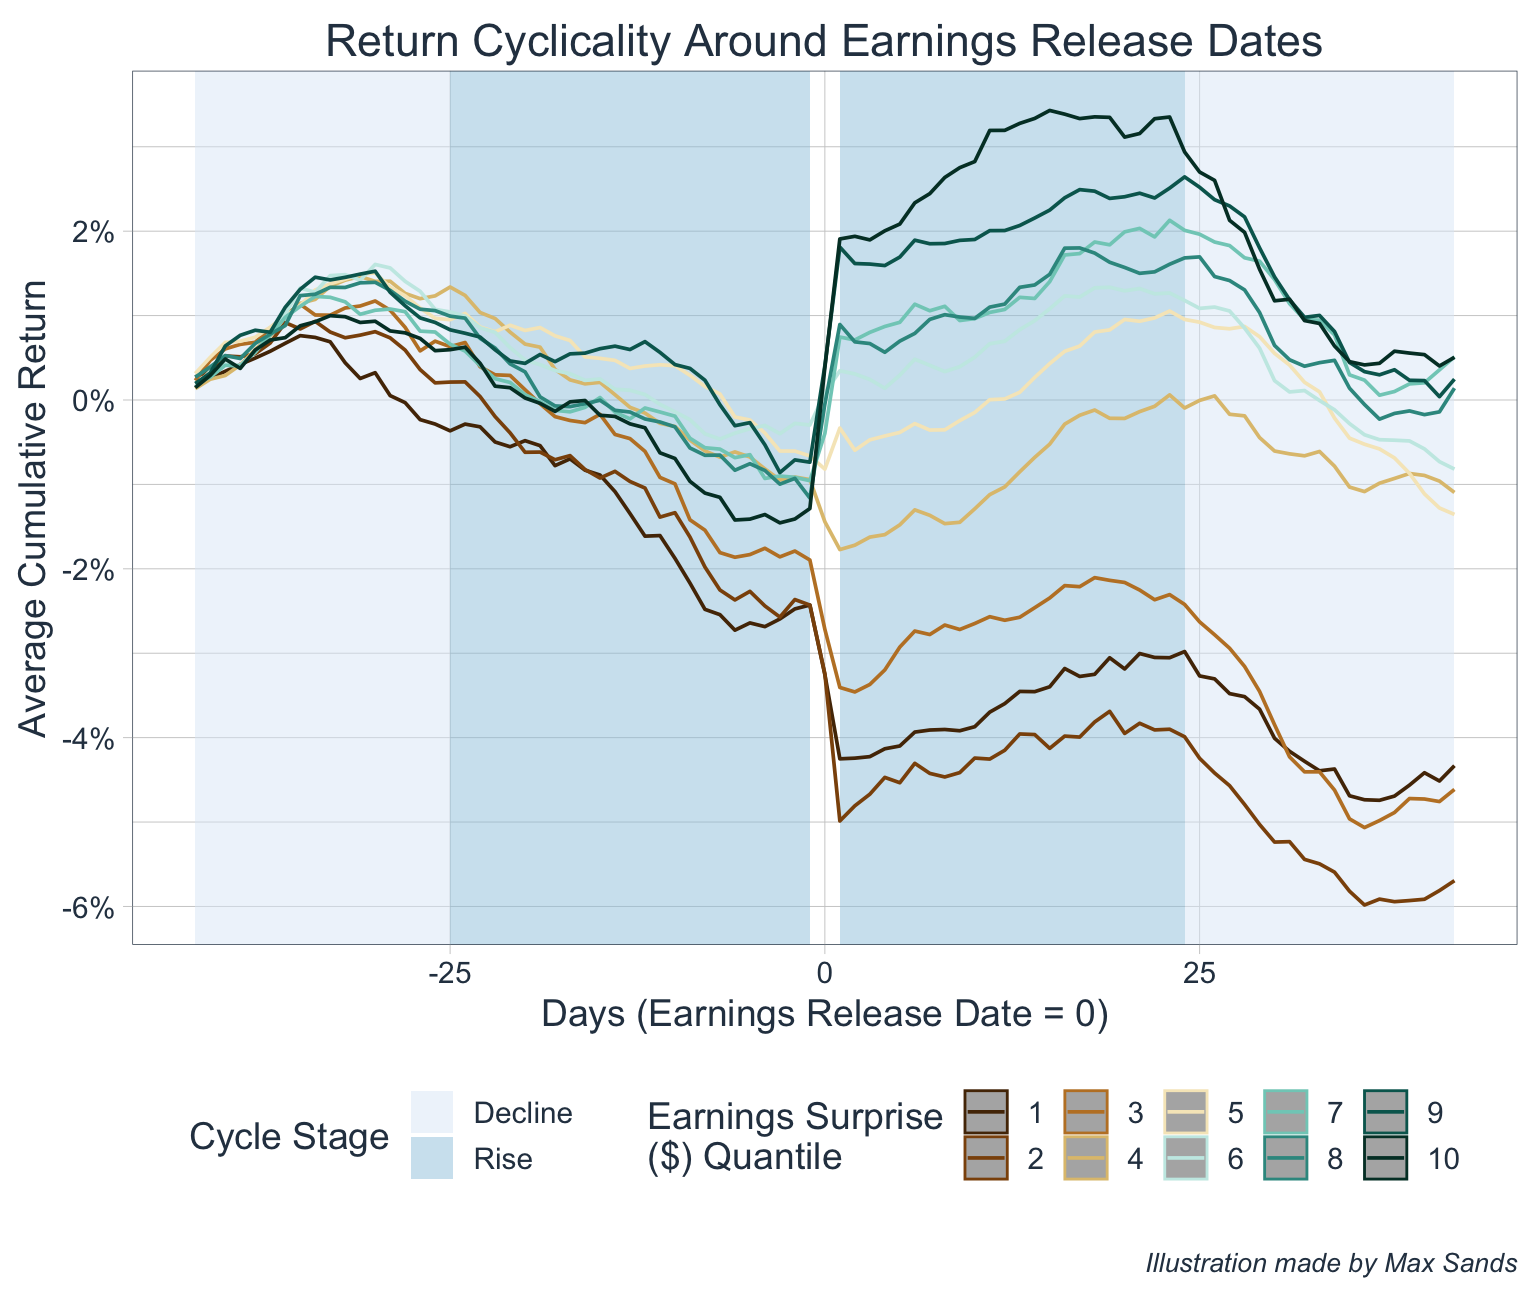 Return Cyclicality Around Earnings Release Dates
Average Cumulative Return
2%
0%
-2%
-4%
-6%
-25
0
25
Days (Earnings Release Date = 0)
Cycle Stage
Decline
Rise
Earnings Surprise
($) Quantile
1
3
5
7
9
2
4
6
8
10
Illustration made by Max Sands